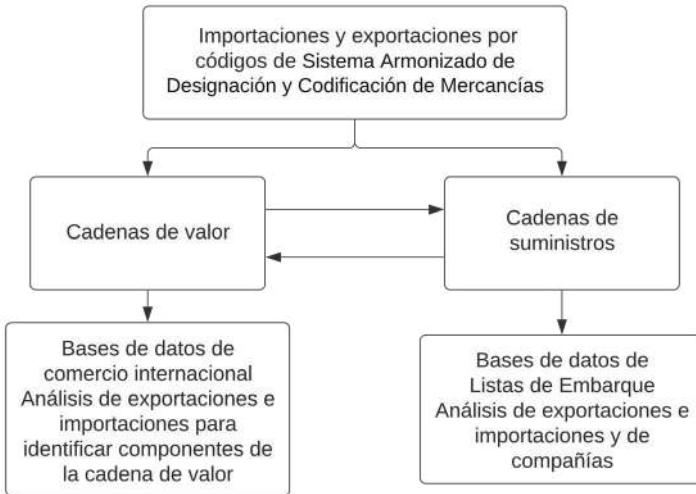 Importaciones y exportaciones por
códigos de Sistema Armonizado de
Designación y Codificación de Mercancías
Cadenas de valor
Cadenas de
suministros
Bases de datos de
comercio internacional
Análisis de exportaciones e
importaciones para
identificar componentes de
la cadena de valor
Bases de datos de
Listas de Embarque
Análisis de exportaciones e
importaciones y de
compañías